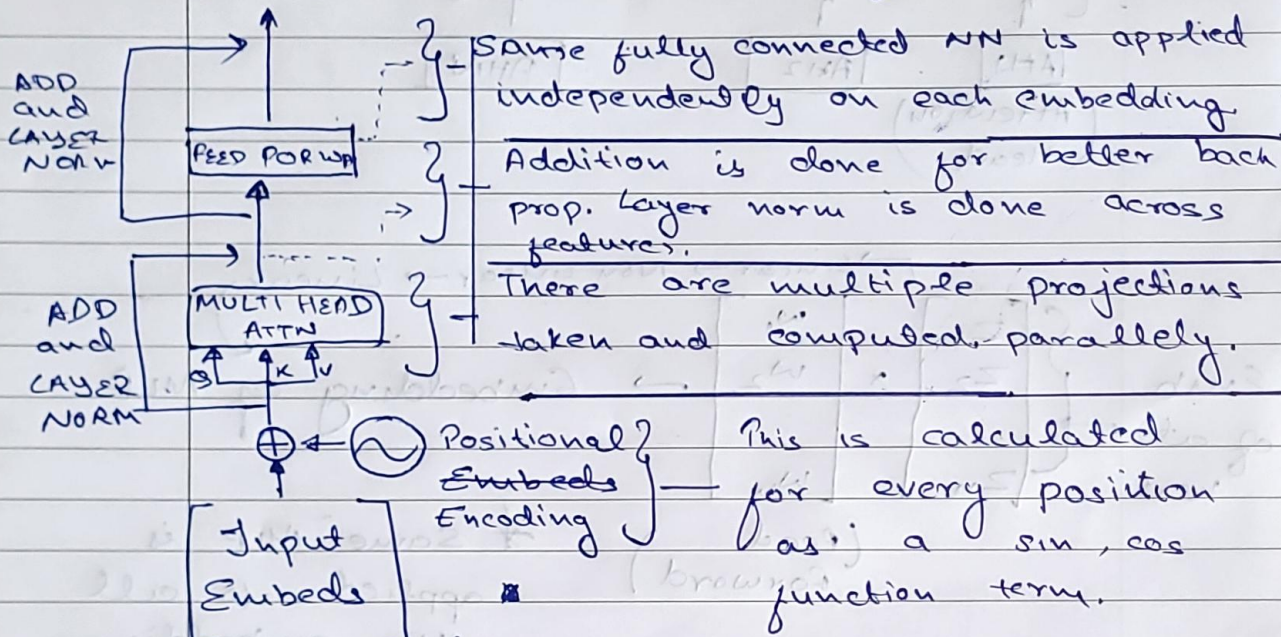 Same fully connected NN is applied
independently on each embedding.
ADD
and
LAYER
NORM
FEED FORWA
Addition is done for better back
prop. Layer norm is done across
features.
There are multiple projections
taken and computed parallely.
MULTI HEAD
ATTN
K V
ADD
and
LAYER
NORM
Positional
Embeds
Encoding
This is calculated
for every position
as a sin, cos
function term.
Input
Embeds